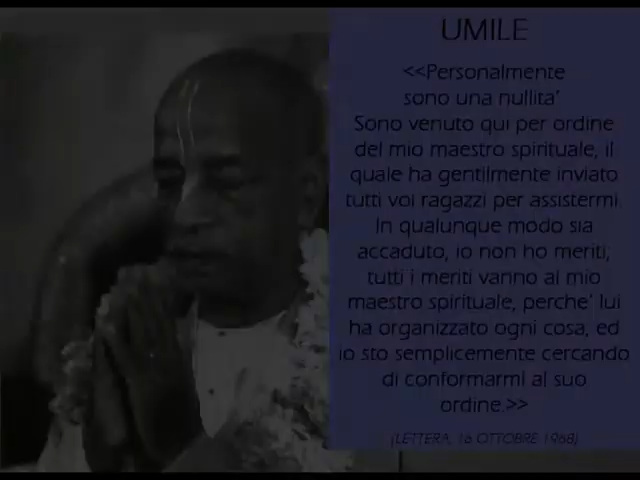 UMILE
<<Personalmente
sono una nullita'
Sono venuto qui per ordine
del mio maestro spirituale, il
quale ha gentilmente inviato
tutti voi ragazzi per assistermi.
In qualunque modo sia
accaduto, io non ho meriti;
tutti i meriti vanno al mio
maestro spirituale, perche' lui
ha organizzato ogni cosa, ed
io sto semplicemente cercando
di conformarmi al suo
ordine.>>
(LETTERA, 16 OTTOBRE 1968)